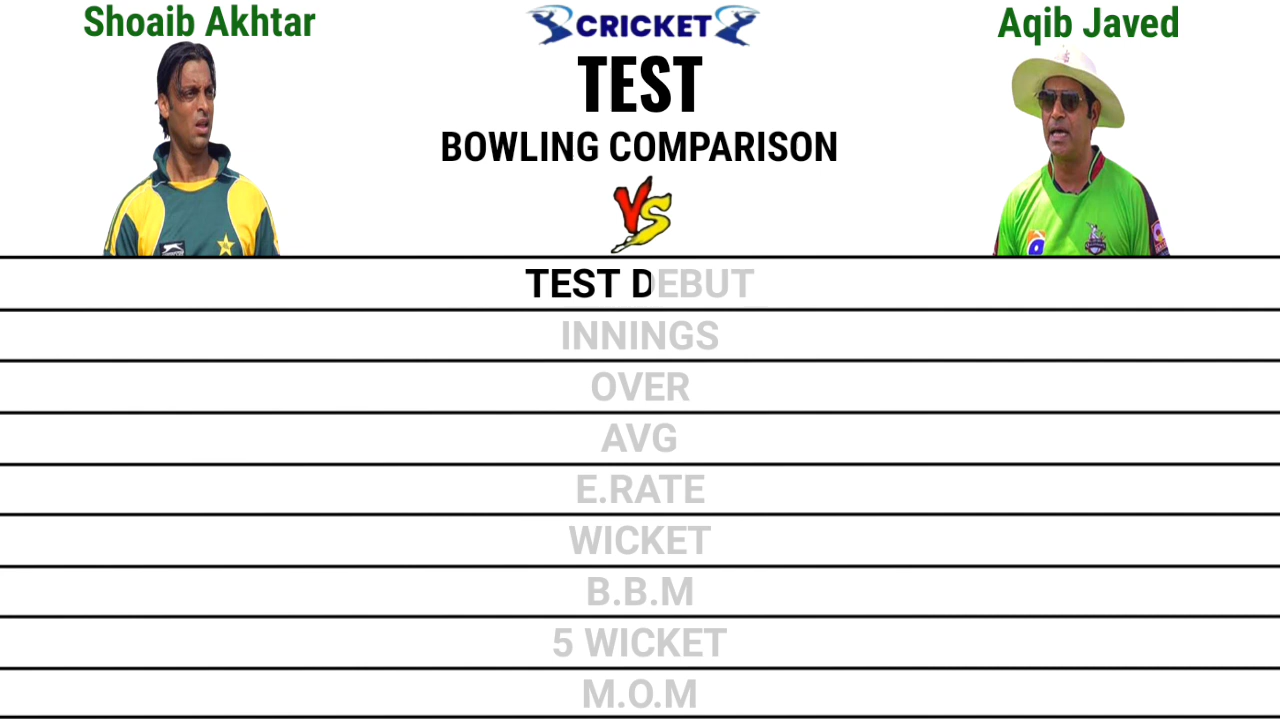 Shoaib Akhtar
CRICKET
Aqib Javed
TEST
BOWLING COMPARISON
VS
TEST DEBUT
INNINGS
OVER
AVG
E.RATE
WICKET
B.B.M
5 WICKET
M.O.M